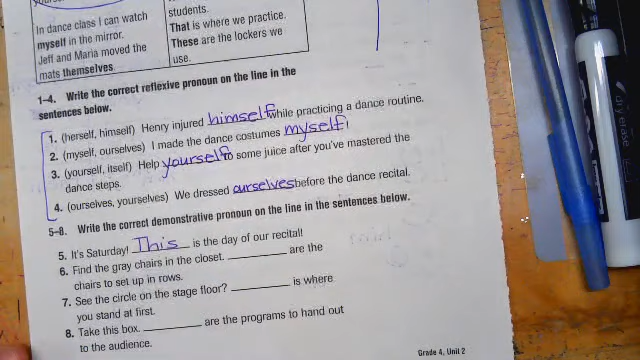 In dance class I can watch
myself in the mirror.
Jeff and Maria moved the
mats themselves.
students.
That is where we practice.
These are the lockers we
use.
1–4. Write the correct reflexive pronoun on the line in the
sentences below.
1. (herself, himself) Henry injured himself while practicing a dance routine.
2. (myself, ourselves) I made the dance costumes myself!
3. (yourself, itself) Help yourself to some juice after you've mastered the
dance steps.
4. (ourselves, yourselves) We dressed ourselves before the dance recital.
5–8. Write the correct demonstrative pronoun on the line in the sentences below.
5. It's Saturday! This is the day of our recital!
6. Find the gray chairs in the closet. ________ are the
chairs to set up in rows.
7. See the circle on the stage floor? ________ is where
you stand at first.
8. Take this box. ________ are the programs to hand out
to the audience.
Grade 4, Unit 2
dry erase